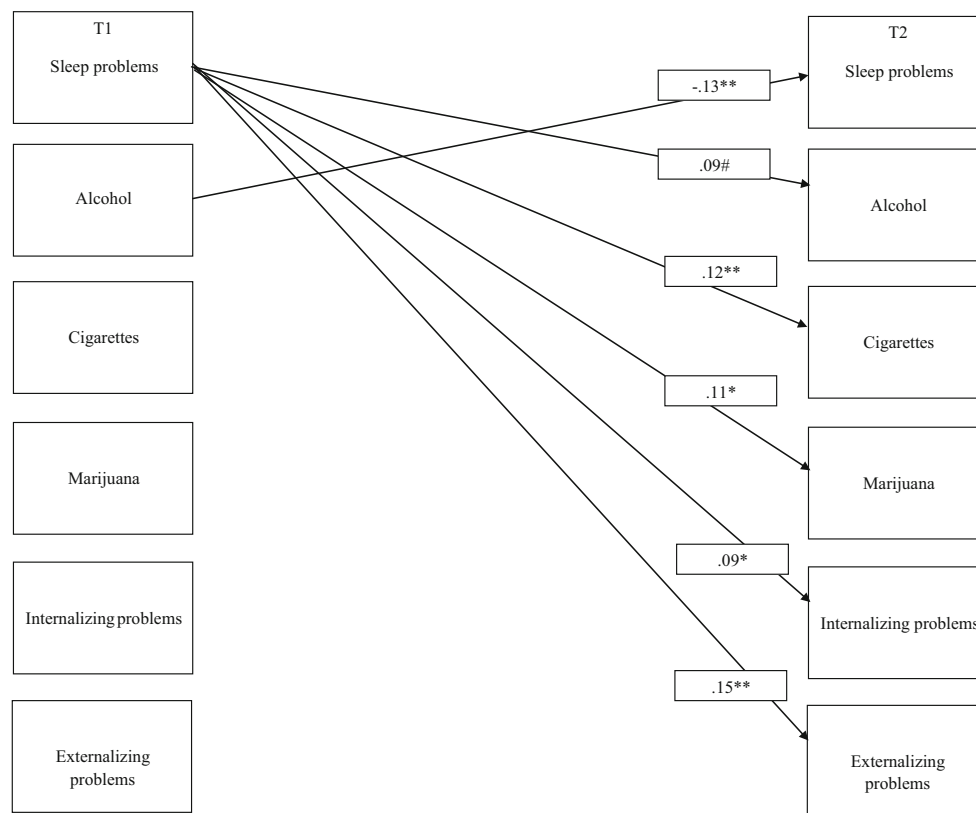 T1
Sleep problems
Alcohol
Cigarettes
Marijuana
Internalizing problems
Externalizing
problems
-.13**
.09#
.12**
.11*
.09*
.15**
T2
Sleep problems
Alcohol
Cigarettes
Marijuana
Internalizing problems
Externalizing
problems